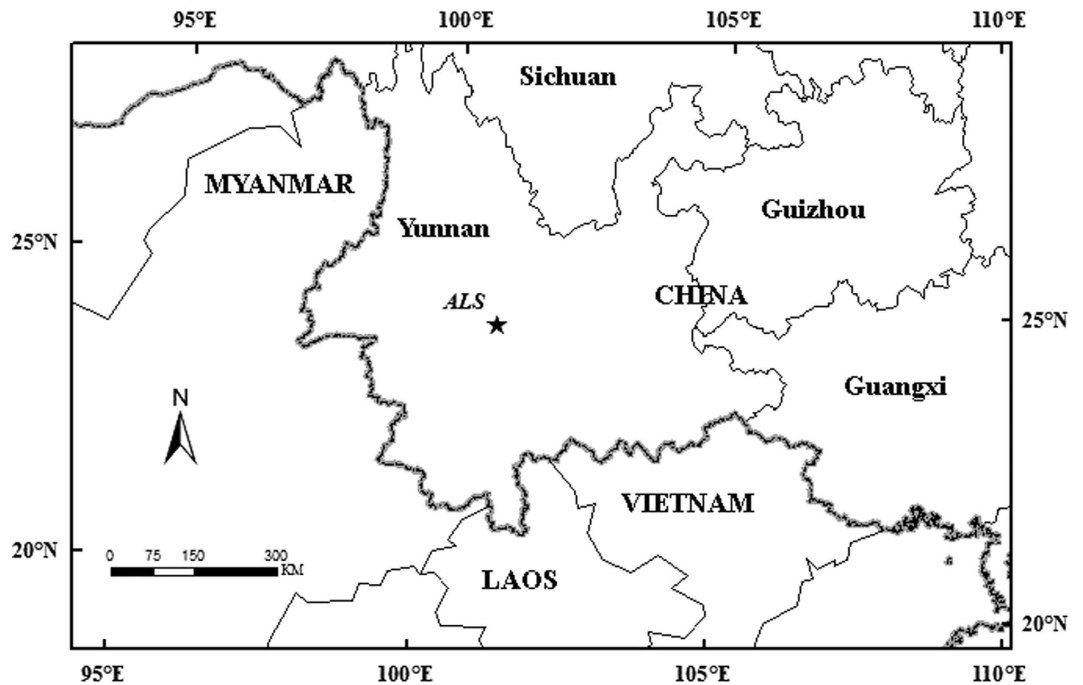 95°E 100°E 105°E 110°E
Sichuan
MYANMAR
Guizhou
Yunnan
25°N
ALS
CHINA
25°N
Guangxi
N
VIETNAM
20°N
0 75 150 300
KM
LAOS
20°N
95°E 100°E 105°E 110°E